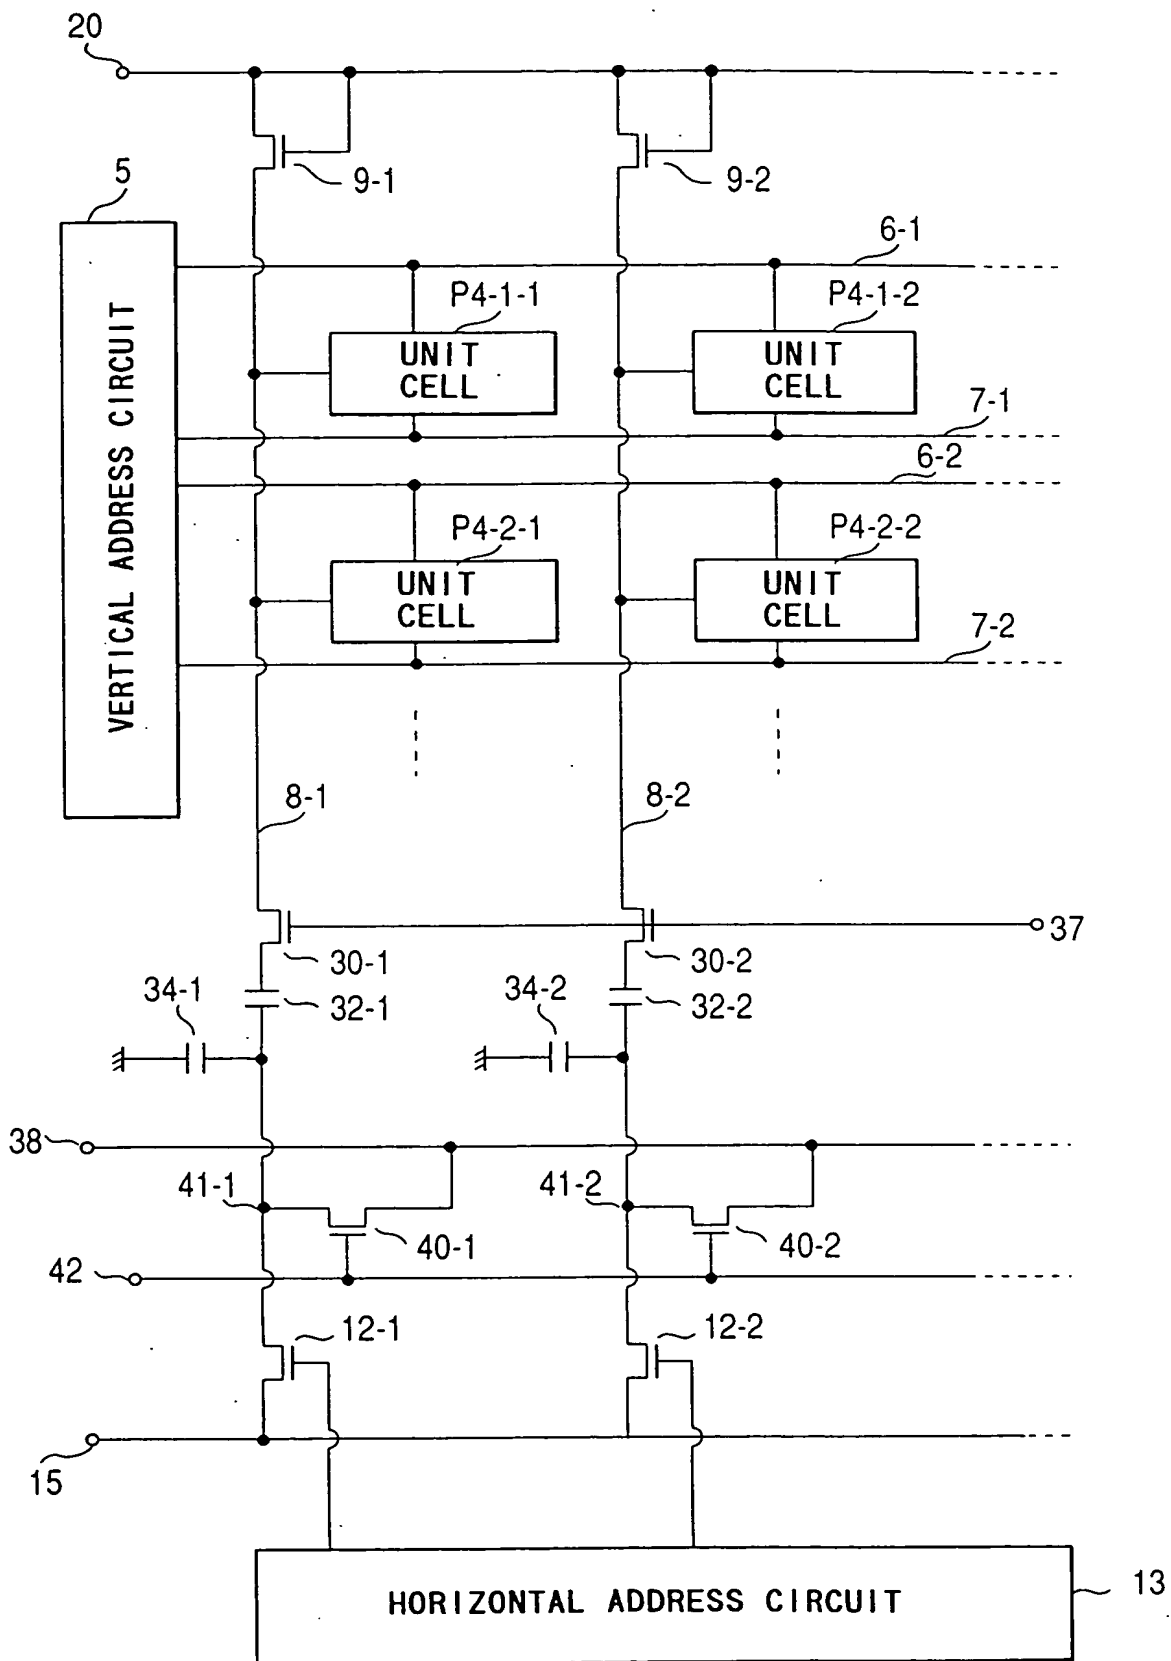 20
9-1
9-2
5
VERTICAL ADDRESS CIRCUIT
6-1
P4-1-1
P4-1-2
UNIT
CELL
UNIT
CELL
7-1
6-2
P4-2-1
P4-2-2
UNIT
CELL
UNIT
CELL
7-2
8-1
8-2
37
30-1
30-2
34-1
32-1
34-2
32-2
38
41-1
41-2
40-1
40-2
42
12-1
12-2
15
13
HORIZONTAL ADDRESS CIRCUIT